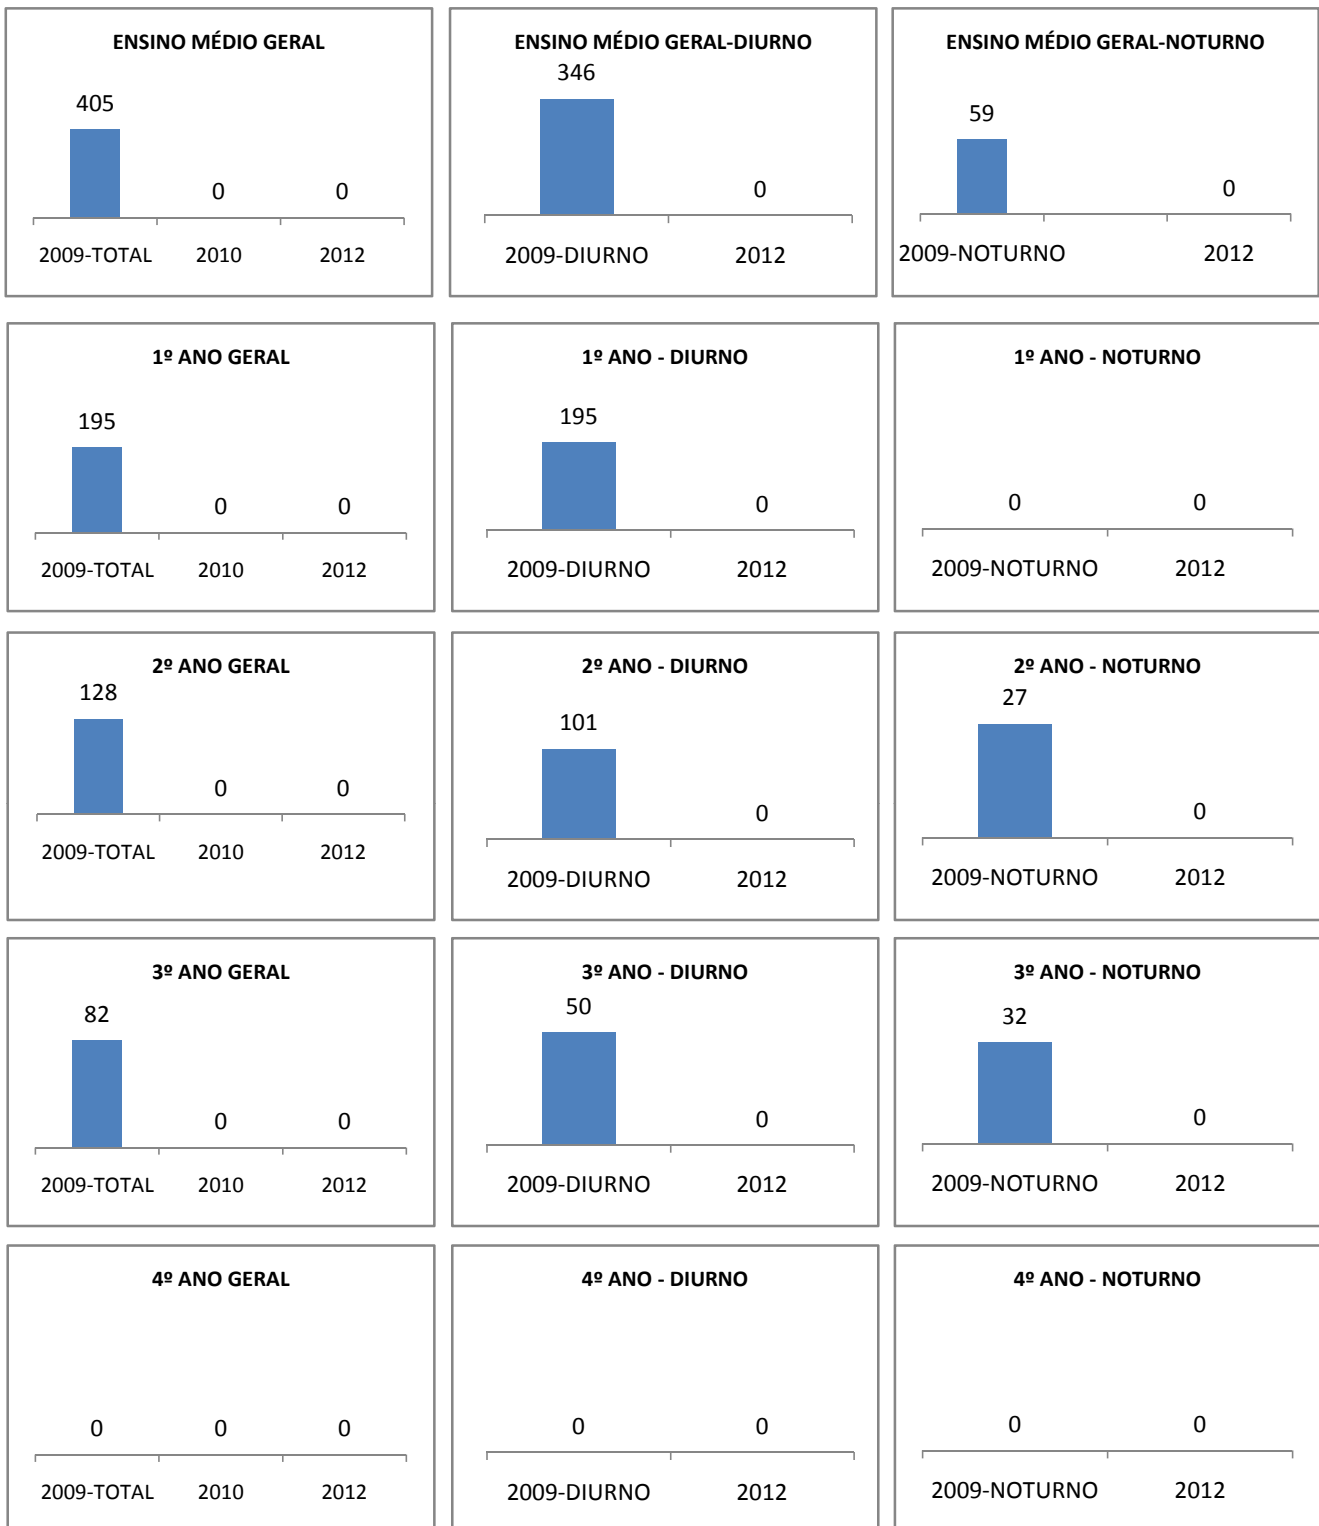 ENSINO MÉDIO GERAL
405
0
0
2009-TOTAL
2010
2012
ENSINO MÉDIO GERAL-DIURNO
346
0
2009-DIURNO
2012
ENSINO MÉDIO GERAL-NOTURNO
59
0
2009-NOTURNO
2012
1º ANO GERAL
195
0
0
2009-TOTAL
2010
2012
1º ANO - DIURNO
195
0
2009-DIURNO
2012
1º ANO - NOTURNO
0
0
2009-NOTURNO
2012
2º ANO GERAL
128
0
0
2009-TOTAL
2010
2012
2º ANO - DIURNO
101
0
2009-DIURNO
2012
2º ANO - NOTURNO
27
0
2009-NOTURNO
2012
3º ANO GERAL
82
0
0
2009-TOTAL
2010
2012
3º ANO - DIURNO
50
0
2009-DIURNO
2012
3º ANO - NOTURNO
32
0
2009-NOTURNO
2012
4º ANO GERAL
0
0
0
2009-TOTAL
2010
2012
4º ANO - DIURNO
0
0
2009-DIURNO
2012
4º ANO - NOTURNO
0
0
2009-NOTURNO
2012